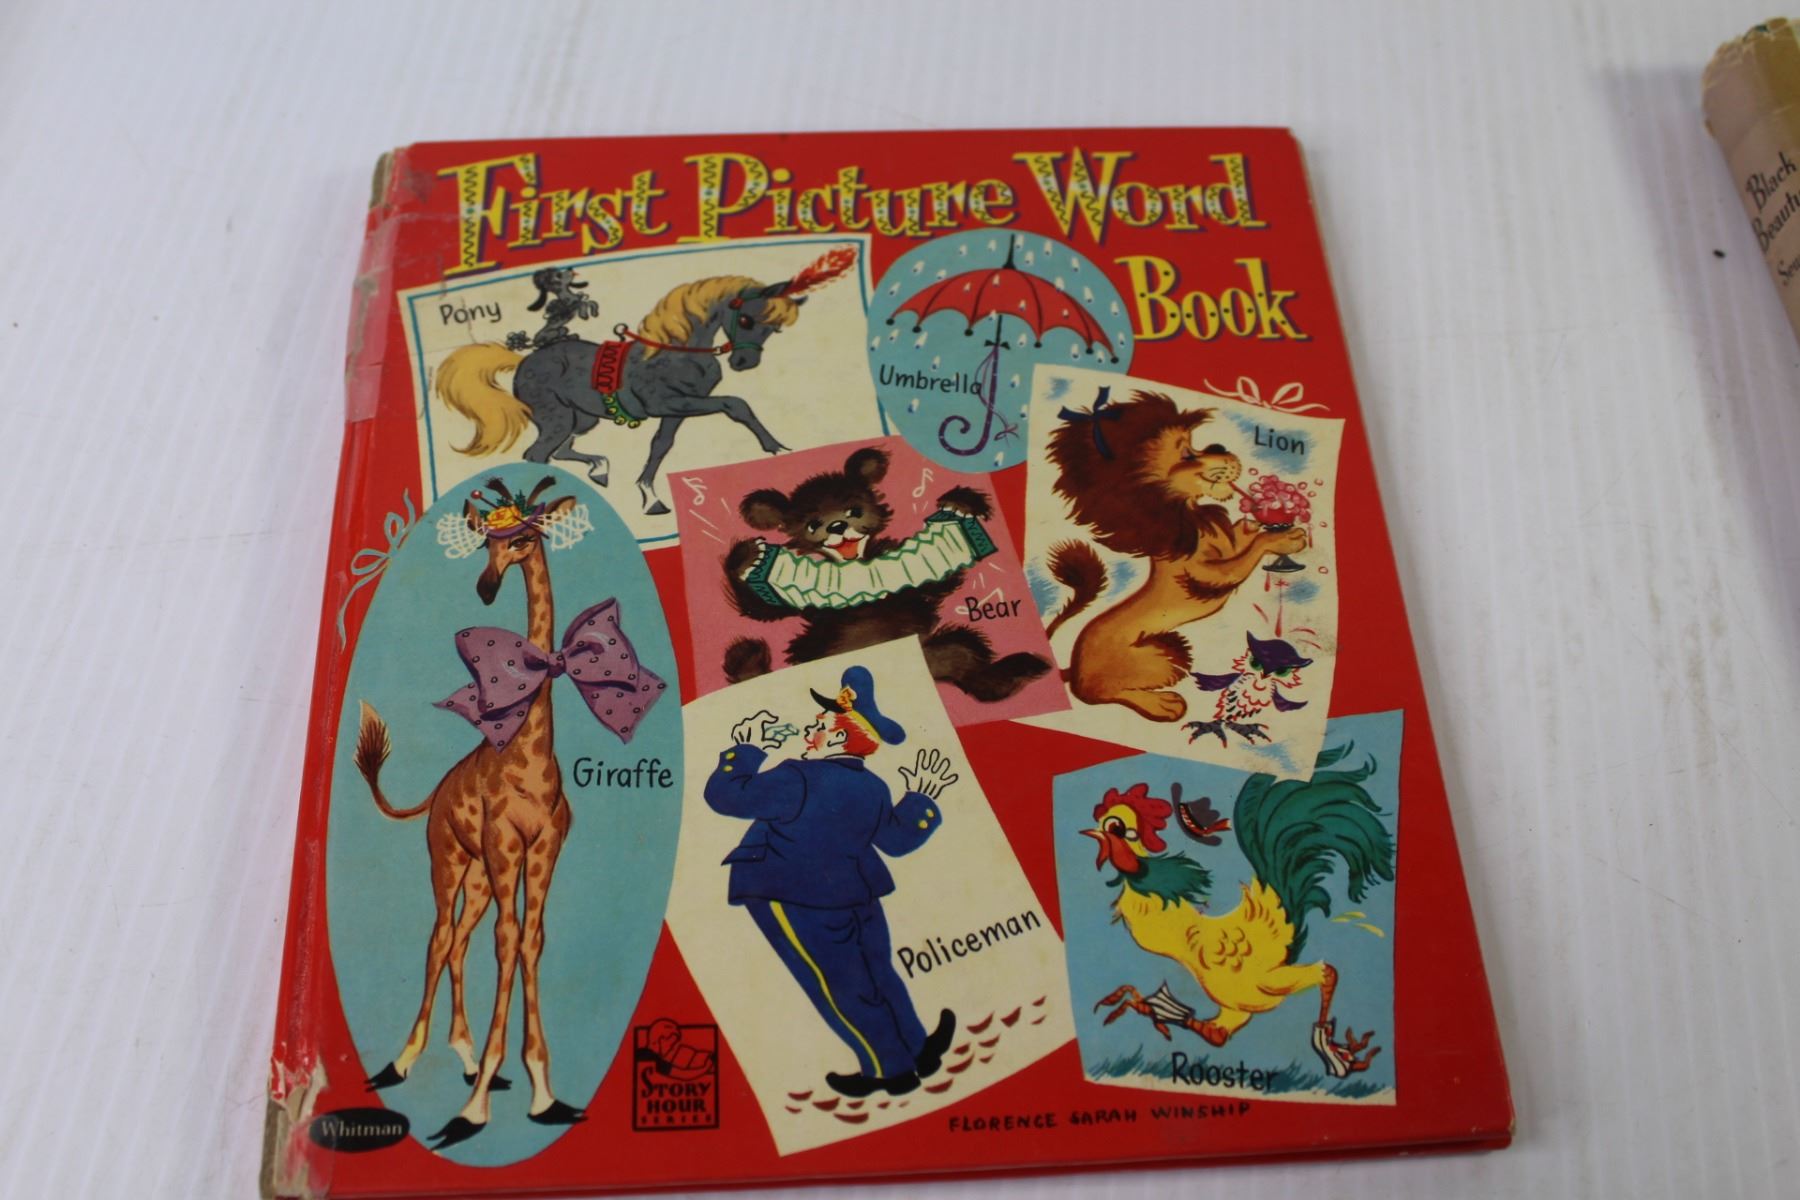 First Picture Word
Book
Pony
Umbrella
Lion
Bear
Giraffe
Policeman
Rooster
STORY
HOUR
SERIES
FLORENCE SARAH WINSHIP
Whitman
Black
Beauty